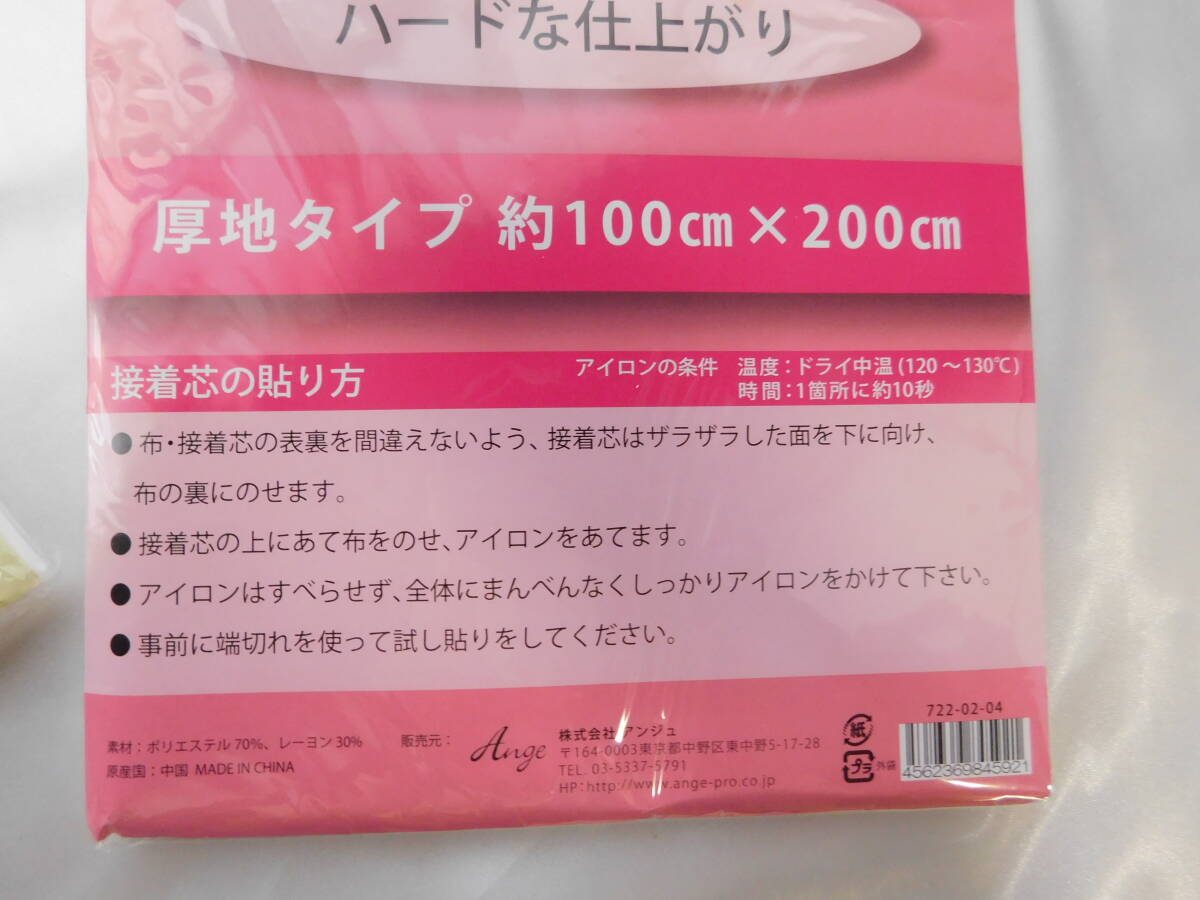 ハードな仕上がり
厚地タイプ 約100㎝×200㎝
接着芯の貼り方
アイロンの条件 温度：ドライ中温(120～130℃)
時間：1箇所に約10秒
● 布・接着芯の表裏を間違えないよう、接着芯はザラザラした面を下に向け、
布の裏にのせます。
● 接着芯の上にあて布をのせ、アイロンをあてます。
● アイロンはすべらせず、全体にまんべんなくしっかりアイロンをかけて下さい。
● 事前に端切れを使って試し貼りをしてください。
素材：ポリエステル70%、レーヨン30%
原産国：中国 MADE IN CHINA
販売元：
Ange
株式会社 アンジュ
〒164-0003東京都中野区東中野5-17-28
TEL. 03-5337-5791
HP：http://www.ange-pro.co.jp
紙
プラ
外袋
722-02-04
4562369845921